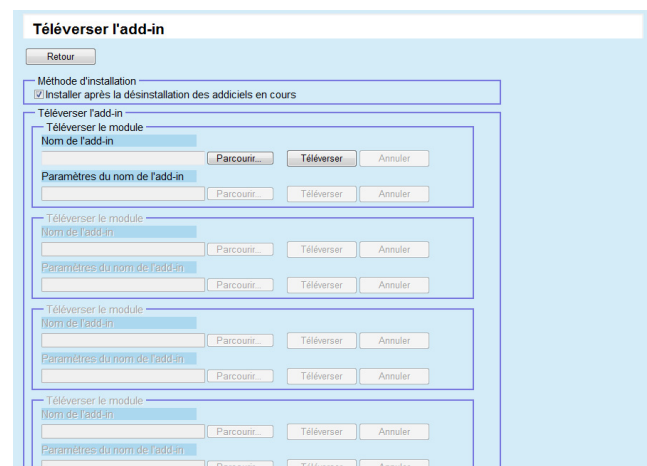 Téléverser l'add-in
Retour
Méthode d'installation
Installer après la désinstallation des addiciels en cours
Téléverser l'add-in
Téléverser le module
Nom de l'add-in
Parcourir... Téléverser Annuler
Paramètres du nom de l'add-in
Parcourir... Téléverser Annuler
Téléverser le module
Nom de l'add-in
Parcourir... Téléverser Annuler
Paramètres du nom de l'add-in
Parcourir... Téléverser Annuler
Téléverser le module
Nom de l'add-in
Parcourir... Téléverser Annuler
Paramètres du nom de l'add-in
Parcourir... Téléverser Annuler
Téléverser le module
Nom de l'add-in
Parcourir... Téléverser Annuler
Paramètres du nom de l'add-in
Parcourir... Téléverser Annuler